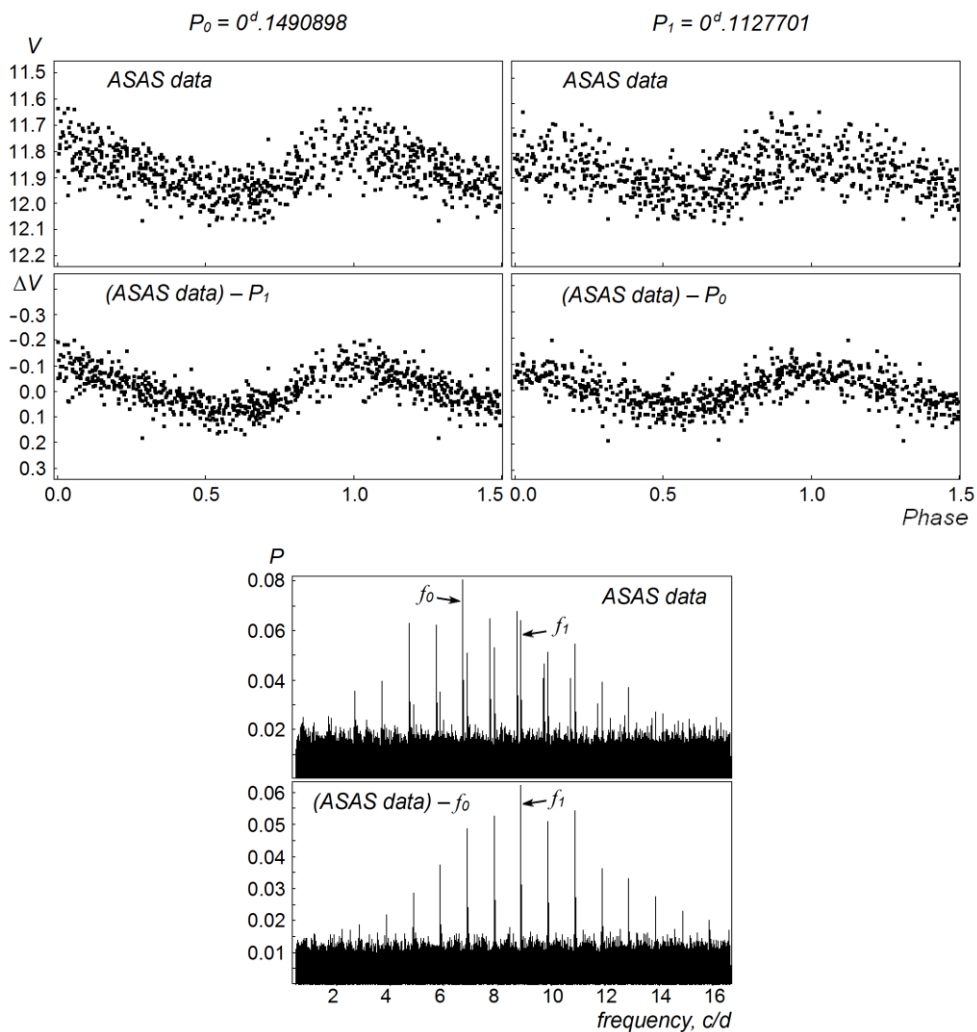 P₀ = 0ᵈ.1490898
P₁ = 0ᵈ.1127701
V
ASAS data
ASAS data
11.5
11.6
11.7
11.8
11.9
12.0
12.1
12.2
ΔV
(ASAS data) – P₁
(ASAS data) – P₀
-0.3
-0.2
-0.1
0.0
0.1
0.2
0.3
0.0 0.5 1.0 1.5
0.0 0.5 1.0 1.5
Phase
P
ASAS data
f₀
f₁
0.08
0.06
0.04
0.02
(ASAS data) – f₀
f₁
0.06
0.05
0.04
0.03
0.02
0.01
2 4 6 8 10 12 14 16
frequency, c/d